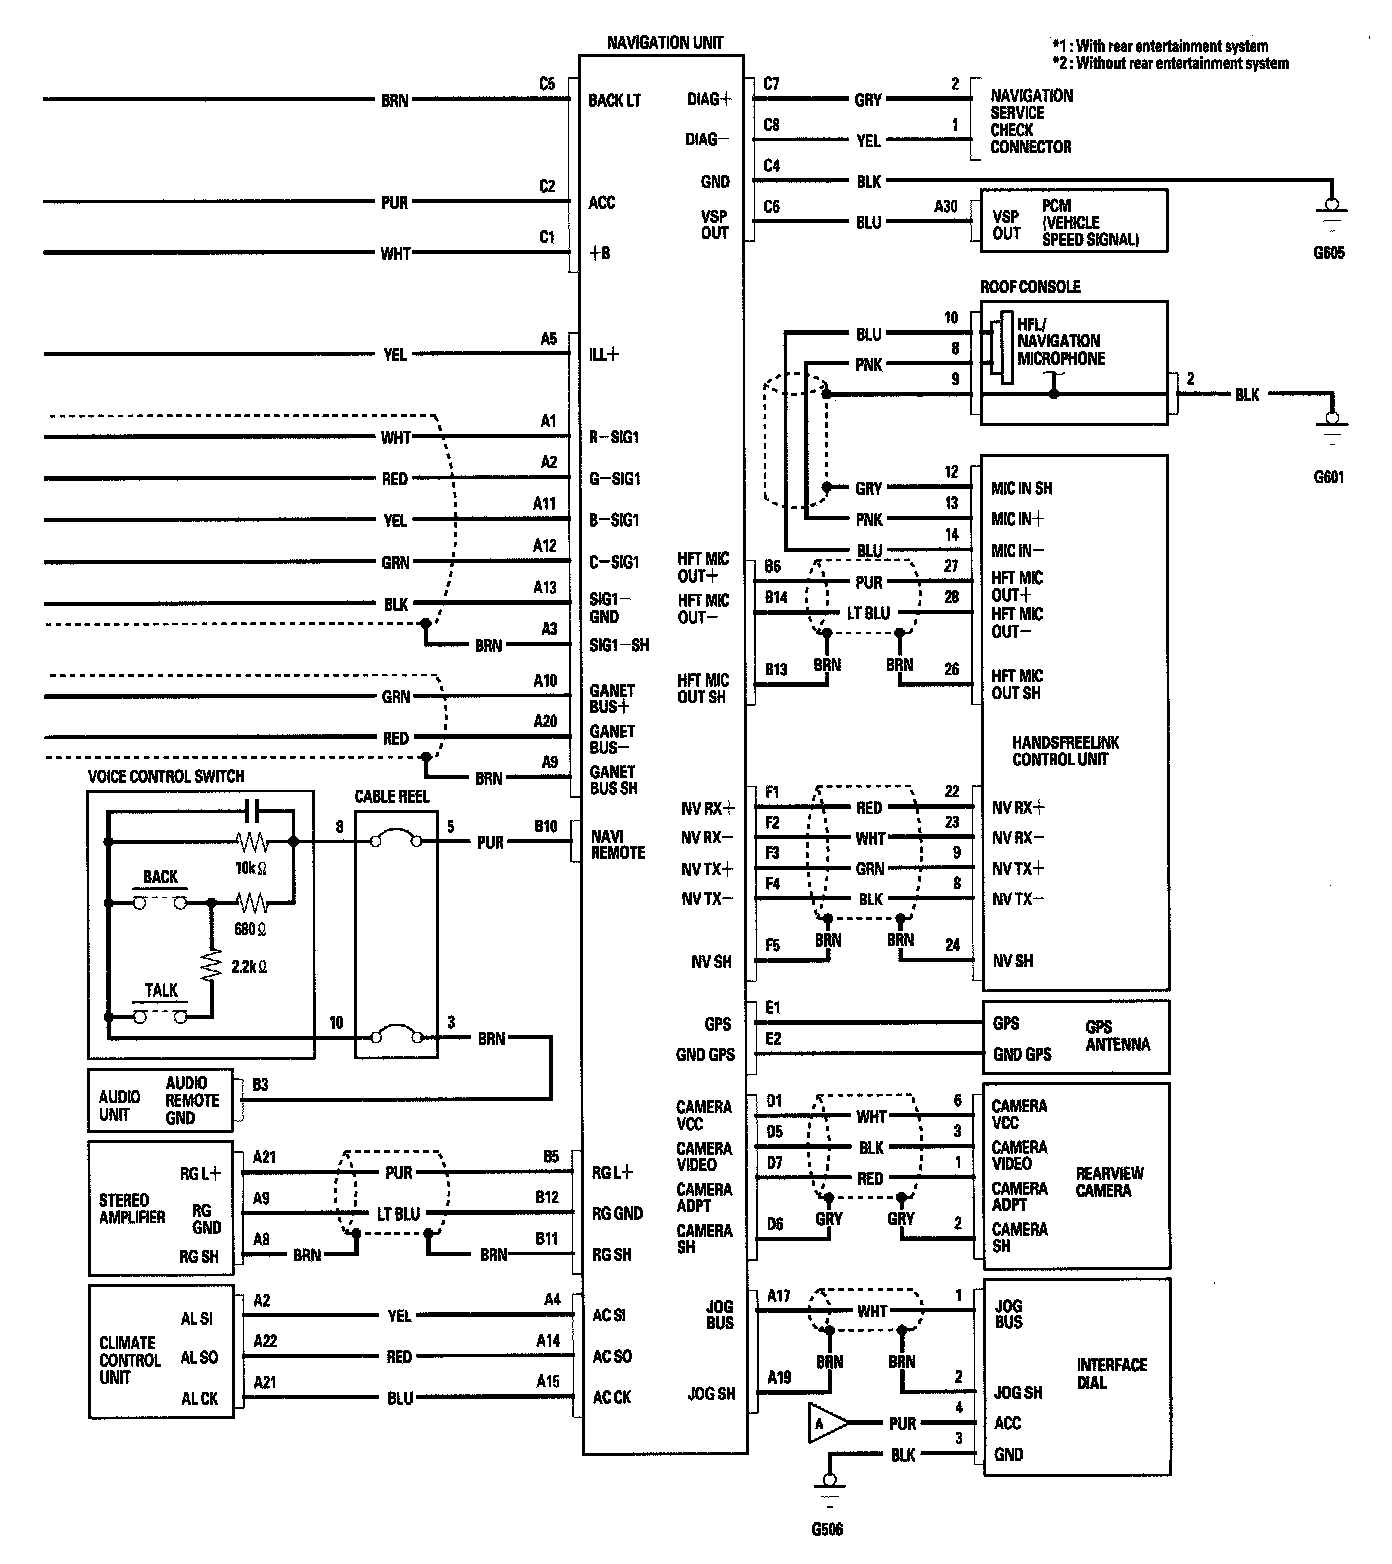 NAVIGATION UNIT
*1 : With rear entertainment system
*2 : Without rear entertainment system
BRN
C5
BACK LT
PUR
C2
ACC
WHT
C1
+B
YEL
A5
ILL+
WHT
A1
R-SIG1
RED
A2
G-SIG1
YEL
A11
B-SIG1
GRN
A12
C-SIG1
BLK
A13
SIG1-
GND
BRN
A3
SIG1-SH
GRN
A10
GANET
BUS+
RED
A20
GANET
BUS-
BRN
A9
GANET
BUS SH
VOICE CONTROL SWITCH
CABLE REEL
10kΩ
BACK
680Ω
2.2kΩ
TALK
8
5
PUR
B10
NAVI
REMOTE
10
3
BRN
AUDIO
UNIT
AUDIO
REMOTE
GND
B3
STEREO
AMPLIFIER
RG L+
A21
PUR
B5
RG L+
RG
GND
A9
LT BLU
B12
RG GND
RG SH
A8
BRN
BRN
B11
RG SH
CLIMATE
CONTROL
UNIT
AL SI
A2
YEL
A4
AC SI
AL SO
A22
RED
A14
AC SO
AL CK
A21
BLU
A15
AC CK
DIAG+
C7
GRY
2
DIAG-
C8
YEL
1
NAVIGATION
SERVICE
CHECK
CONNECTOR
GND
C4
BLK
G605
VSP
OUT
C6
BLU
A30
VSP
OUT
PCM
(VEHICLE
SPEED SIGNAL)
ROOF CONSOLE
BLU
10
PNK
8
9
HFL/
NAVIGATION
MICROPHONE
2
BLK
G601
GRY
12
MIC IN SH
PNK
13
MIC IN+
BLU
14
MIC IN-
HFT MIC
OUT+
B6
PUR
27
HFT MIC
OUT+
HFT MIC
OUT-
B14
LT BLU
28
HFT MIC
OUT-
HFT MIC
OUT SH
B13
BRN
BRN
26
HFT MIC
OUT SH
HANDSFREELINK
CONTROL UNIT
NV RX+
F1
RED
22
NV RX+
NV RX-
F2
WHT
23
NV RX-
NV TX+
F3
GRN
9
NV TX+
NV TX-
F4
BLK
8
NV TX-
NV SH
F5
BRN
BRN
24
NV SH
GPS
E1
GPS
GND GPS
E2
GND GPS
GPS
ANTENNA
CAMERA
VCC
D1
WHT
6
CAMERA
VCC
CAMERA
VIDEO
D5
BLK
3
CAMERA
VIDEO
CAMERA
ADPT
D7
RED
1
CAMERA
ADPT
CAMERA
SH
D6
GRY
GRY
2
CAMERA
SH
REARVIEW
CAMERA
JOG
BUS
A17
WHT
1
JOG
BUS
JOG SH
A19
BRN
BRN
2
JOG SH
INTERFACE
DIAL
A
PUR
4
ACC
BLK
3
GND
G506